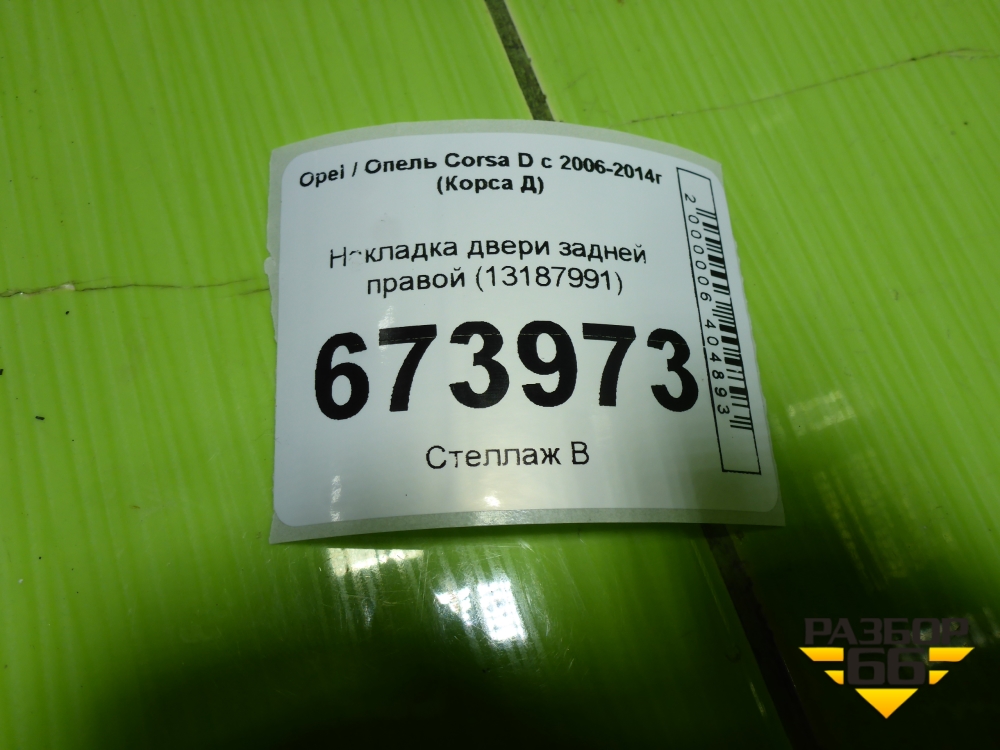 Opel / Опель Corsa D с 2006-2014г
(Корса Д)
Накладка двери задней
правой (13187991)
673973
Стеллаж В
2000006404893
РАЗБОР
66